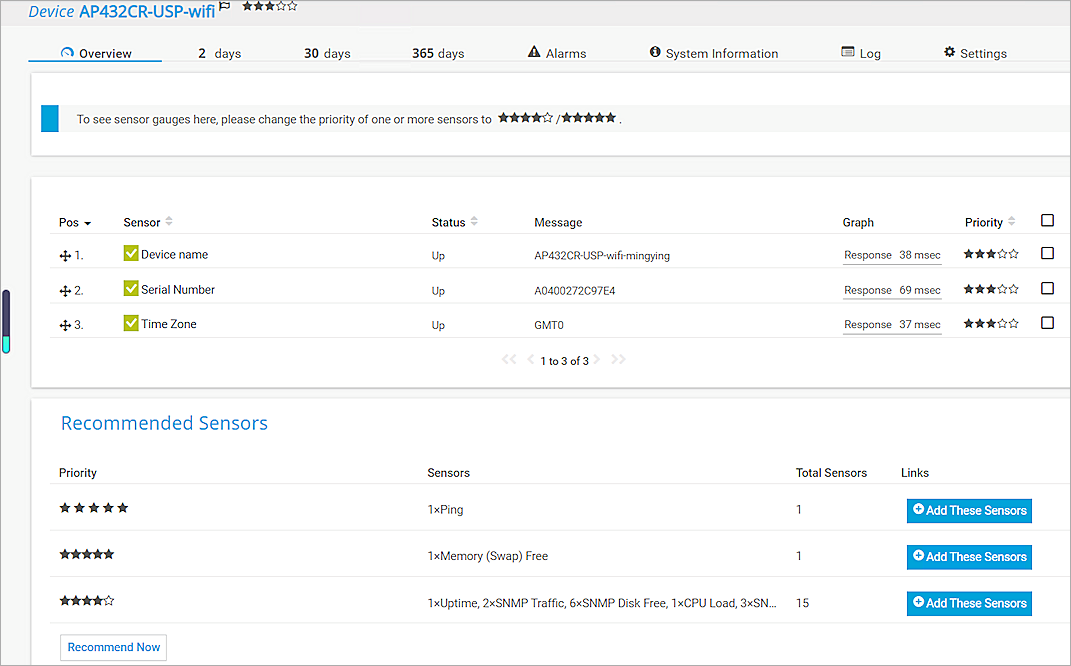 Device AP432CR-USP-wifi
Overview 2 days 30 days 365 days Alarms System Information Log Settings
To see sensor gauges here, please change the priority of one or more sensors to ★★★★☆/★★★★★.
Pos Sensor Status Message Graph Priority
1. Device name Up AP432CR-USP-wifi-mingying Response 38 msec
2. Serial Number Up A0400272C97E4 Response 69 msec
3. Time Zone Up GMT0 Response 37 msec
1 to 3 of 3
Recommended Sensors
Priority Sensors Total Sensors Links
1×Ping 1 Add These Sensors
1×Memory (Swap) Free 1 Add These Sensors
1×Uptime, 2×SNMP Traffic, 6×SNMP Disk Free, 1×CPU Load, 3×SN... 15 Add These Sensors
Recommend Now